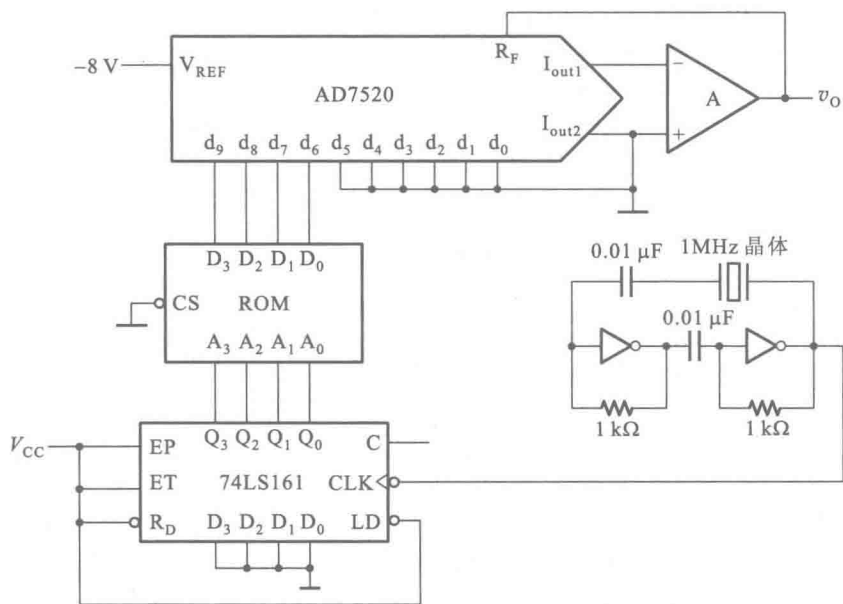 −8 V
V_REF
R_F
I_out1
AD7520
I_out2
d9 d8 d7 d6 d5 d4 d3 d2 d1 d0
−
A
+
v_O
D3 D2 D1 D0
CS
ROM
A3 A2 A1 A0
0.01 μF
1MHz 晶体
0.01 μF
1 kΩ
1 kΩ
V_CC
EP
Q3 Q2 Q1 Q0
C
ET
74LS161
CLK
R_D
D3 D2 D1 D0
LD